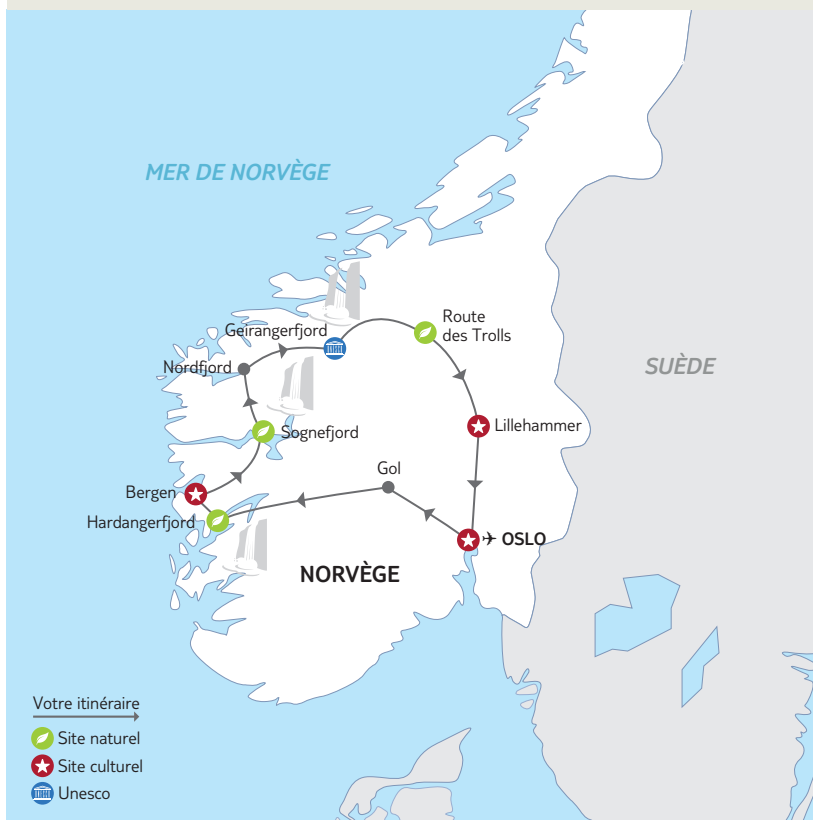 MER DE NORVÈGE
Geirangerfjord
Route
des Trolls
Nordfjord
SUÈDE
Sognefjord
Lillehammer
Gol
Bergen
Hardangerfjord
OSLO
NORVÈGE
Votre itinéraire
Site naturel
Site culturel
Unesco